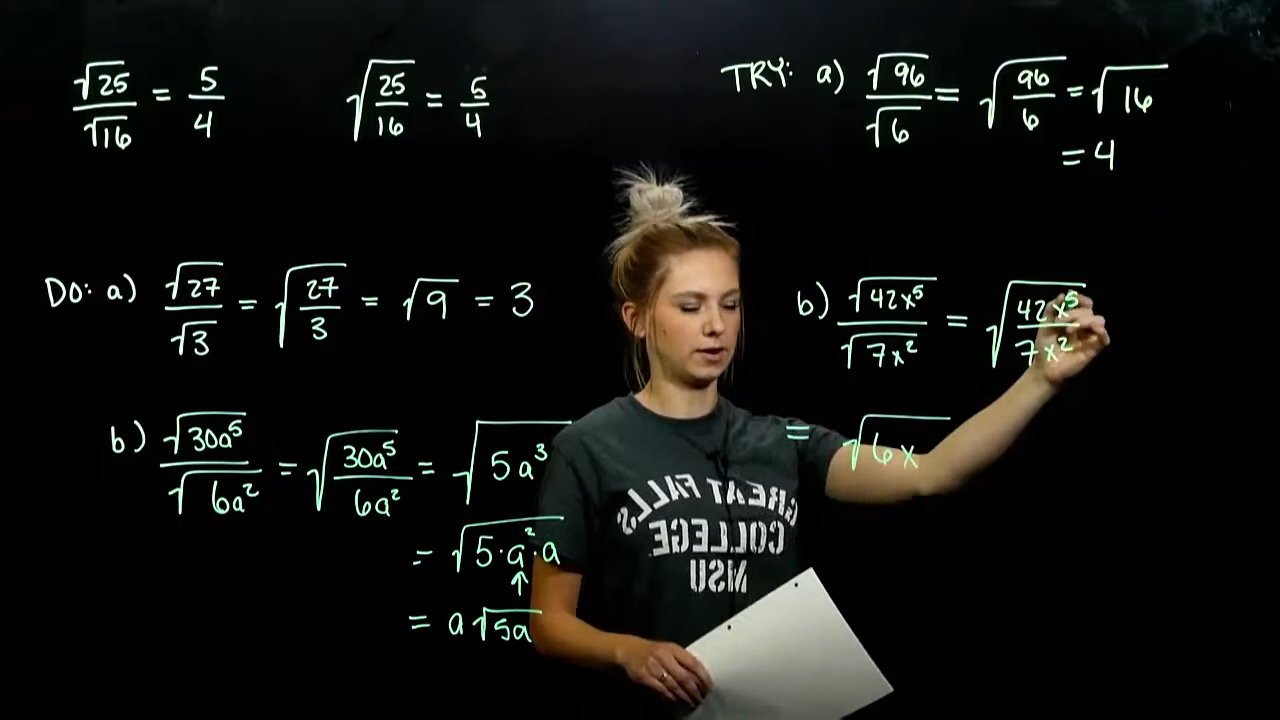 √25/√16 = 5/4
√(25/16) = 5/4
TRY: a) √96/√6 = √(96/6) = √16
= 4
DO: a) √27/√3 = √(27/3) = √9 = 3
b) √(30a⁵)/√(6a²) = √(30a⁵/6a²) = √(5a³)
= √(5·a²·a)
↑
= a√(5a)
b) √(42x⁵)/√(7x²) = √(42x⁵/7x²)
= √(6x
GREAT FALLS
COLLEGE
MSU